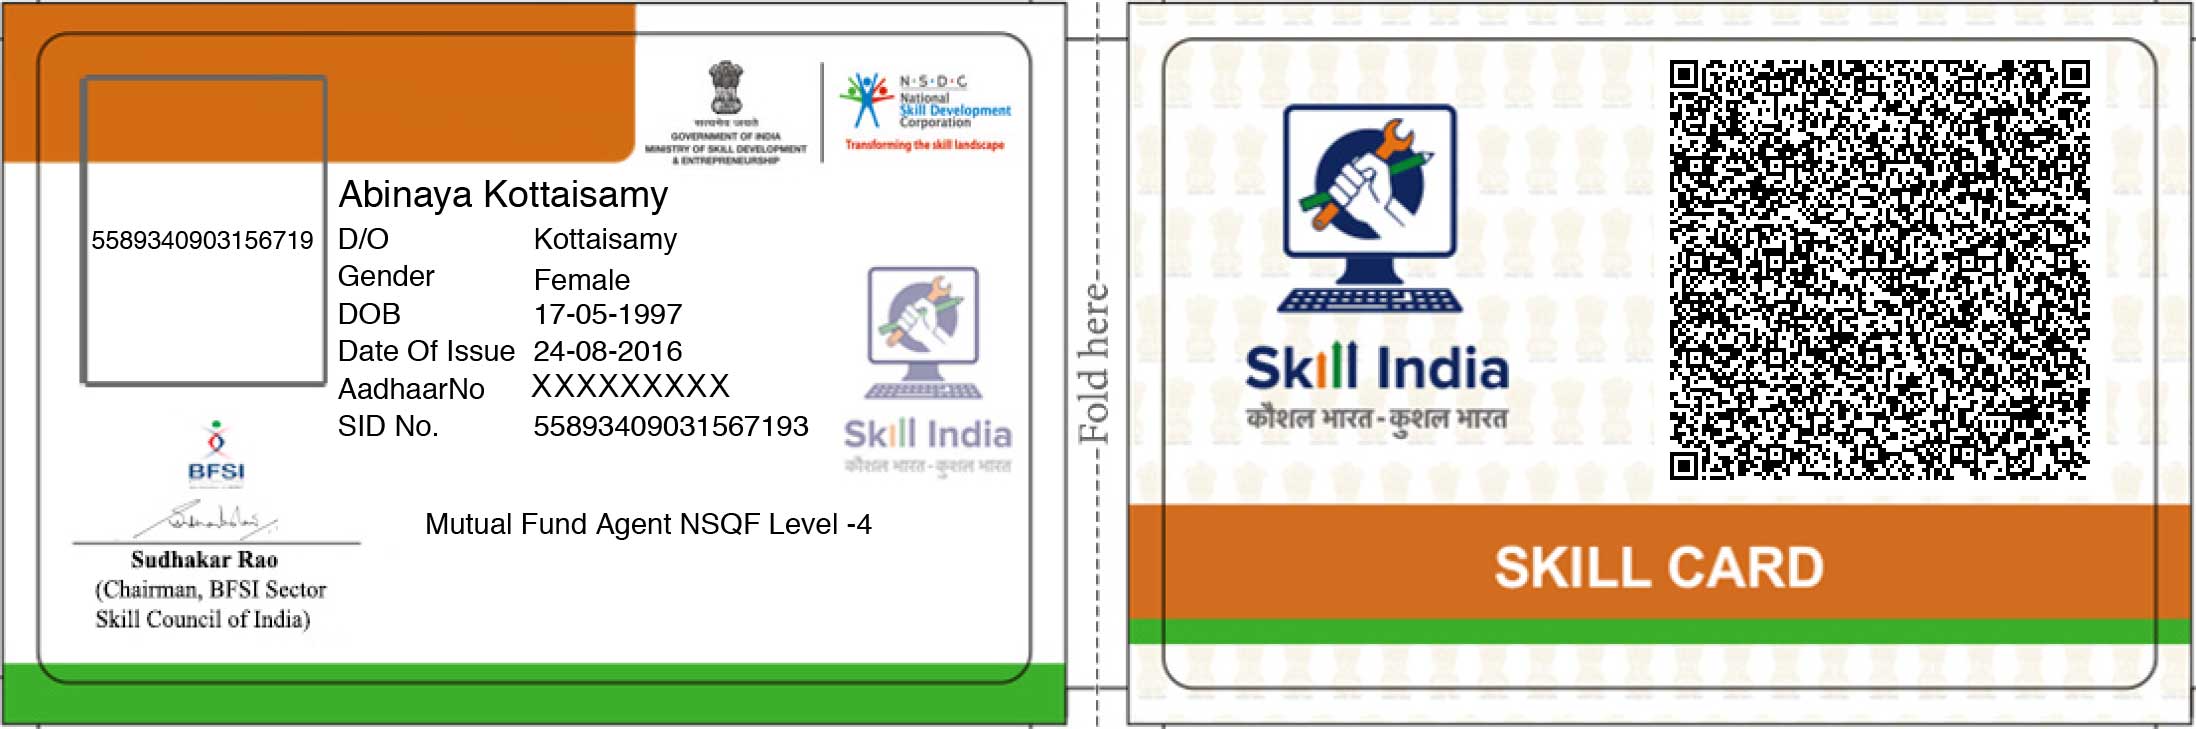 सत्यमेव जयते
GOVERNMENT OF INDIA
MINISTRY OF SKILL DEVELOPMENT
& ENTREPRENEURSHIP
N·S·D·C
National
Skill Development
Corporation
Transforming the skill landscape
Abinaya Kottaisamy
5589340903156719
D/O Kottaisamy
Gender Female
DOB 17-05-1997
Date Of Issue 24-08-2016
AadhaarNo XXXXXXXXX
SID No. 55893409031567193
BFSI
Skill India
कौशल भारत - कुशल भारत
Mutual Fund Agent NSQF Level -4
Sudhakar Rao
(Chairman, BFSI Sector
Skill Council of India)
Fold here
Skill India
कौशल भारत - कुशल भारत
SKILL CARD